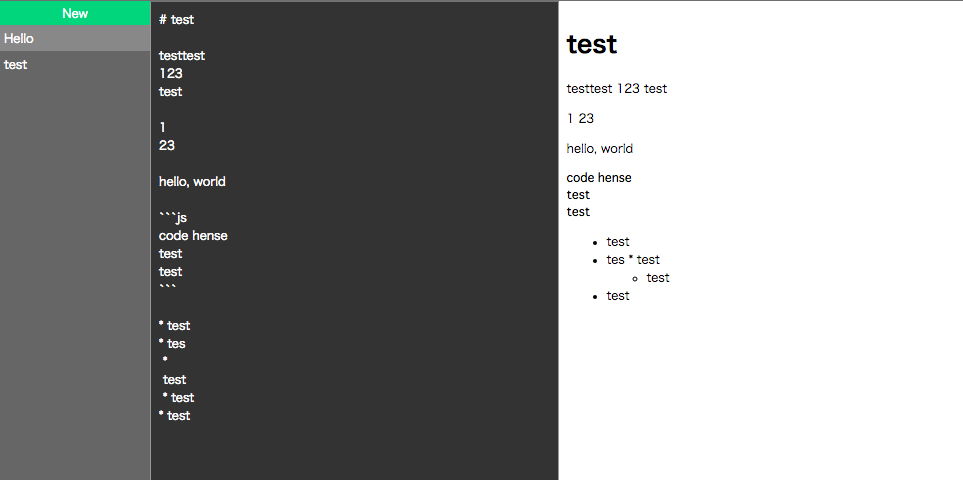 New
Hello
test
# test
testtest
123
test
1
23
hello, world
```js
code hense
test
test
```
* test
* tes
*
test
* test
* test
test
testtest 123 test
1 23
hello, world
code hense
test
test
• test
• tes * test
◦ test
• test